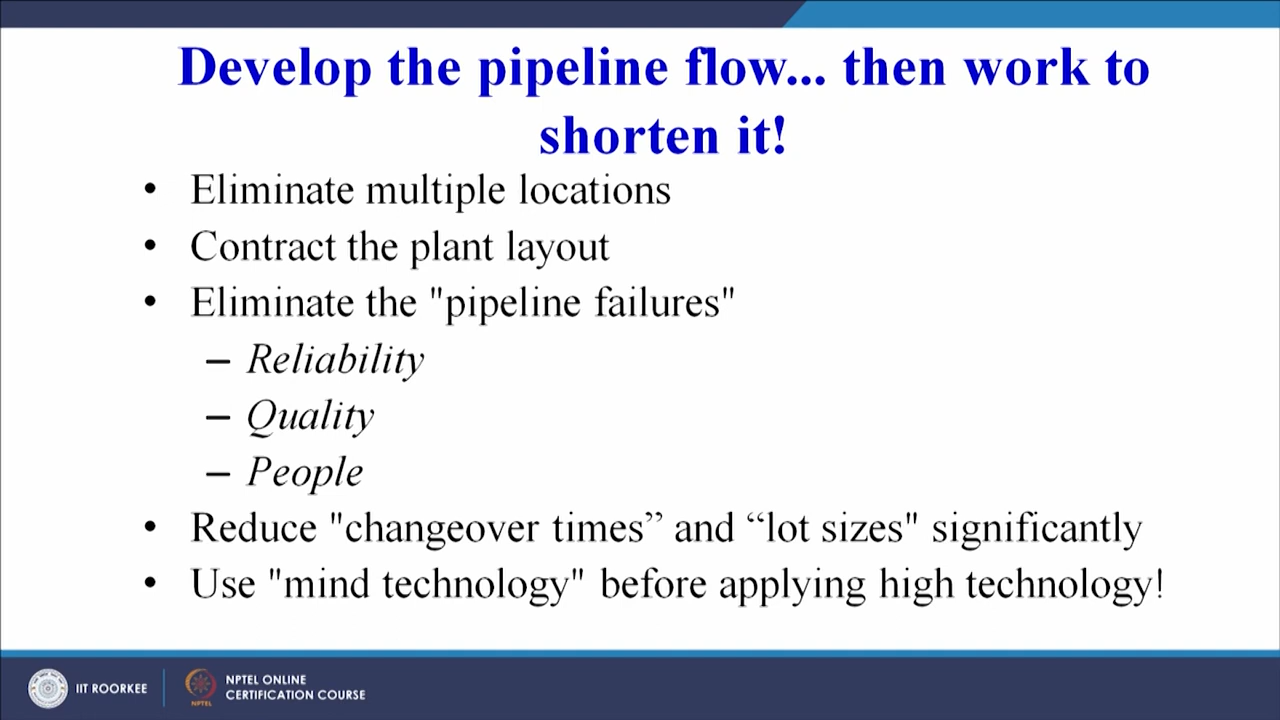 Develop the pipeline flow... then work to
shorten it!
• Eliminate multiple locations
• Contract the plant layout
• Eliminate the "pipeline failures"
– Reliability
– Quality
– People
• Reduce "changeover times” and “lot sizes" significantly
• Use "mind technology" before applying high technology!
IIT ROORKEE
NPTEL
NPTEL ONLINE
CERTIFICATION COURSE